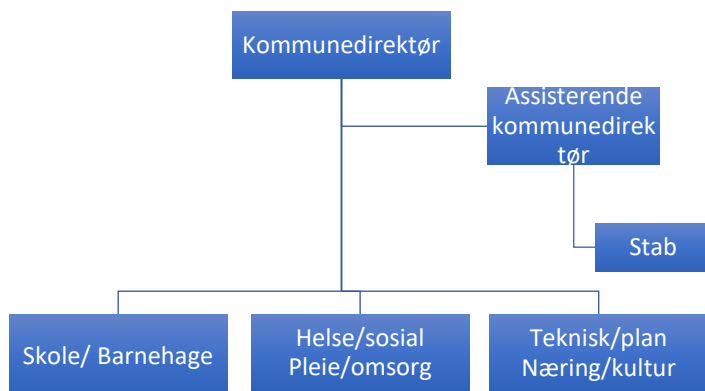 Kommunedirektør
Assisterende
kommunedirek
tør
Stab
Skole/ Barnehage
Helse/sosial
Pleie/omsorg
Teknisk/plan
Næring/kultur